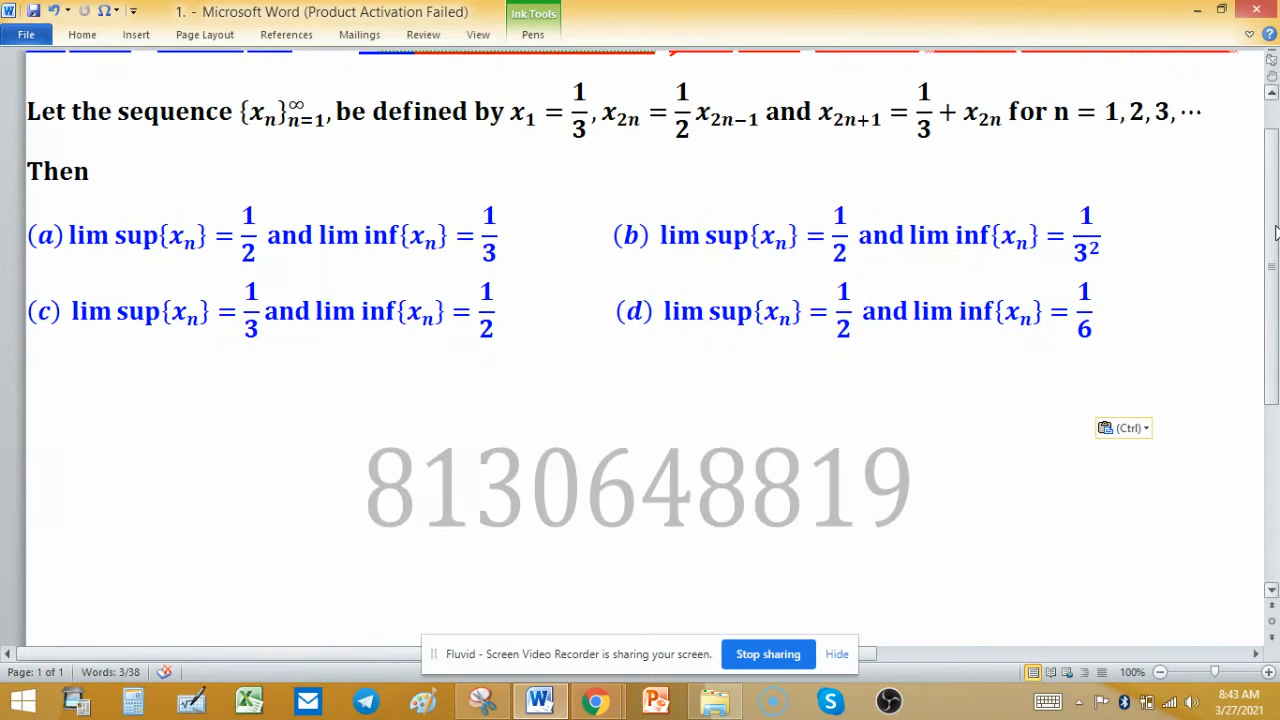 1. - Microsoft Word (Product Activation Failed)
Ink Tools
File Home Insert Page Layout References Mailings Review View Pens
Let the sequence {xₙ}ₙ₌₁^∞, be defined by x₁ = 1/3, x₂ₙ = 1/2 x₂ₙ₋₁ and x₂ₙ₊₁ = 1/3 + x₂ₙ for n = 1, 2, 3, ⋯
Then
(a) lim sup{xₙ} = 1/2 and lim inf{xₙ} = 1/3 (b) lim sup{xₙ} = 1/2 and lim inf{xₙ} = 1/3²
(c) lim sup{xₙ} = 1/3 and lim inf{xₙ} = 1/2 (d) lim sup{xₙ} = 1/2 and lim inf{xₙ} = 1/6
(Ctrl)
8130648819
Fluvid - Screen Video Recorder is sharing your screen. Stop sharing Hide
Page: 1 of 1 Words: 3/38 100%
8:43 AM
3/27/2021